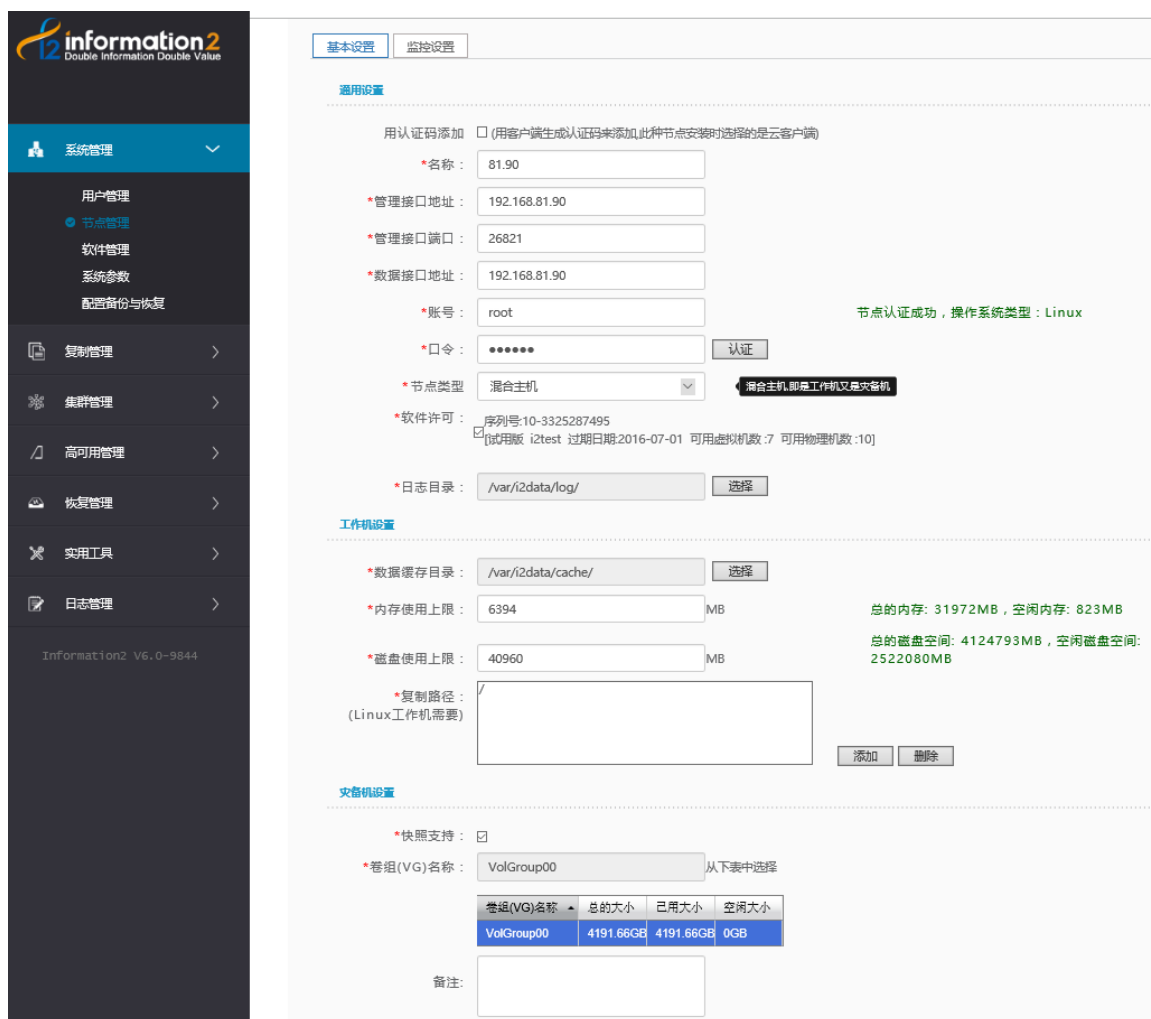 information2
Double Information Double Value
系统管理
用户管理
节点管理
软件管理
系统参数
配置备份与恢复
复制管理
集群管理
高可用管理
恢复管理
实用工具
日志管理
Information2 V6.0-9844
基本设置 监控设置
通用设置
用认证码添加 (用客户端生成认证码来添加,此种节点安装时选择的是云客户端)
*名称： 81.90
*管理接口地址： 192.168.81.90
*管理接口端口： 26821
*数据接口地址： 192.168.81.90
*账号： root 节点认证成功，操作系统类型：Linux
*口令： ●●●●●● 认证
*节点类型 混合主机 混合主机,即是工作机又是灾备机
*软件许可： 序列号:10-3325287495
[试用版 i2test 过期日期:2016-07-01 可用虚拟机数:7 可用物理机数:10]
*日志目录： /var/i2data/log/ 选择
工作机设置
*数据缓存目录： /var/i2data/cache/ 选择
*内存使用上限： 6394 MB 总的内存: 31972MB，空闲内存: 823MB
*磁盘使用上限： 40960 MB 总的磁盘空间: 4124793MB，空闲磁盘空间:
2522080MB
*复制路径： /
(Linux工作机需要)
添加 删除
灾备机设置
*快照支持：
*卷组(VG)名称： VolGroup00 从下表中选择
卷组(VG)名称 总的大小 已用大小 空闲大小
VolGroup00 4191.66GB 4191.66GB 0GB
备注: